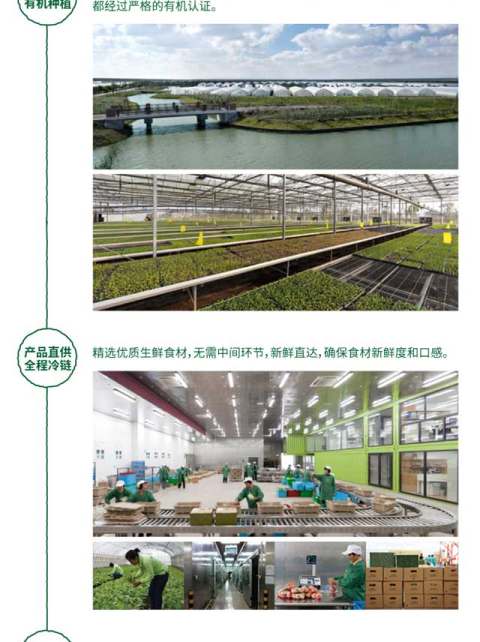 有机种植
都经过严格的有机认证。
产品直供
全程冷链
精选优质生鲜食材，无需中间环节，新鲜直达，确保食材新鲜度和口感。